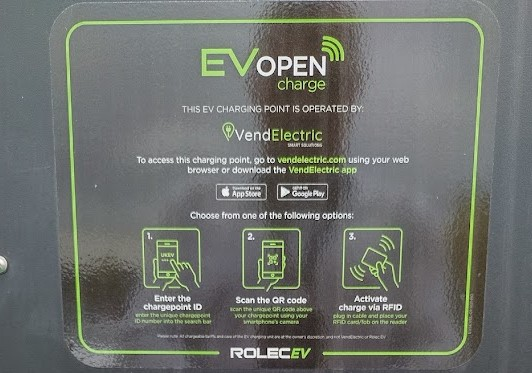 EVOPEN
charge
THIS EV CHARGING POINT IS OPERATED BY:
VendElectric
SMART SOLUTIONS
To access this charging point, go to vendelectric.com using your web
browser or download the VendElectric app
Download on the
App Store
GET IT ON
Google Play
Choose from one of the following options:
1.
UKEV
Enter the
chargepoint ID
enter the unique chargepoint
ID number into the search bar
2.
Scan the QR code
scan the unique QR code above
your chargepoint using your
smartphone's camera
3.
Activate
charge via RFID
plug in cable and place your
RFID card/fob on the reader
Please note: All chargeable tariffs and use of the EV charging unit are at the owner's discretion, and not VendElectric or Rolec EV
ROLECEV